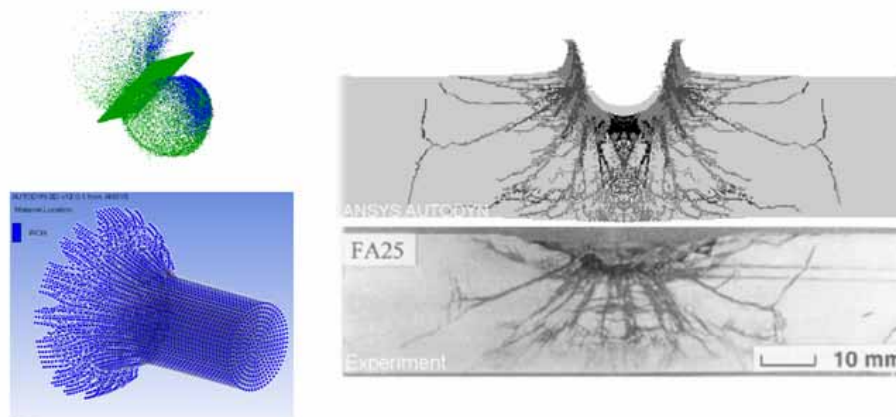 Material Location
IRON
ANSYS AUTODYN
FA25
Experiment
10 mm